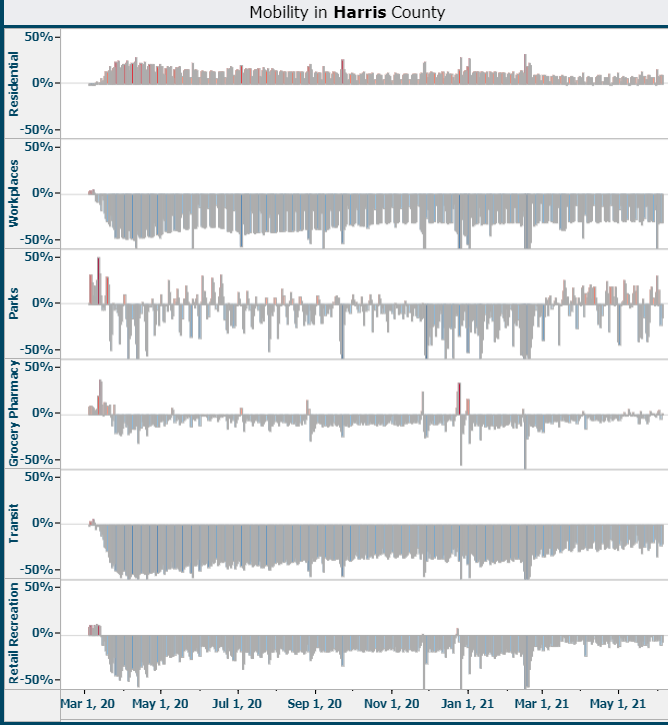 Mobility in Harris County
Residential
50%
0%
-50%
Workplaces
50%
0%
-50%
Parks
50%
0%
-50%
Grocery Pharmacy
50%
0%
-50%
Transit
50%
0%
-50%
Retail Recreation
50%
0%
-50%
Mar 1, 20 May 1, 20 Jul 1, 20 Sep 1, 20 Nov 1, 20 Jan 1, 21 Mar 1, 21 May 1, 21